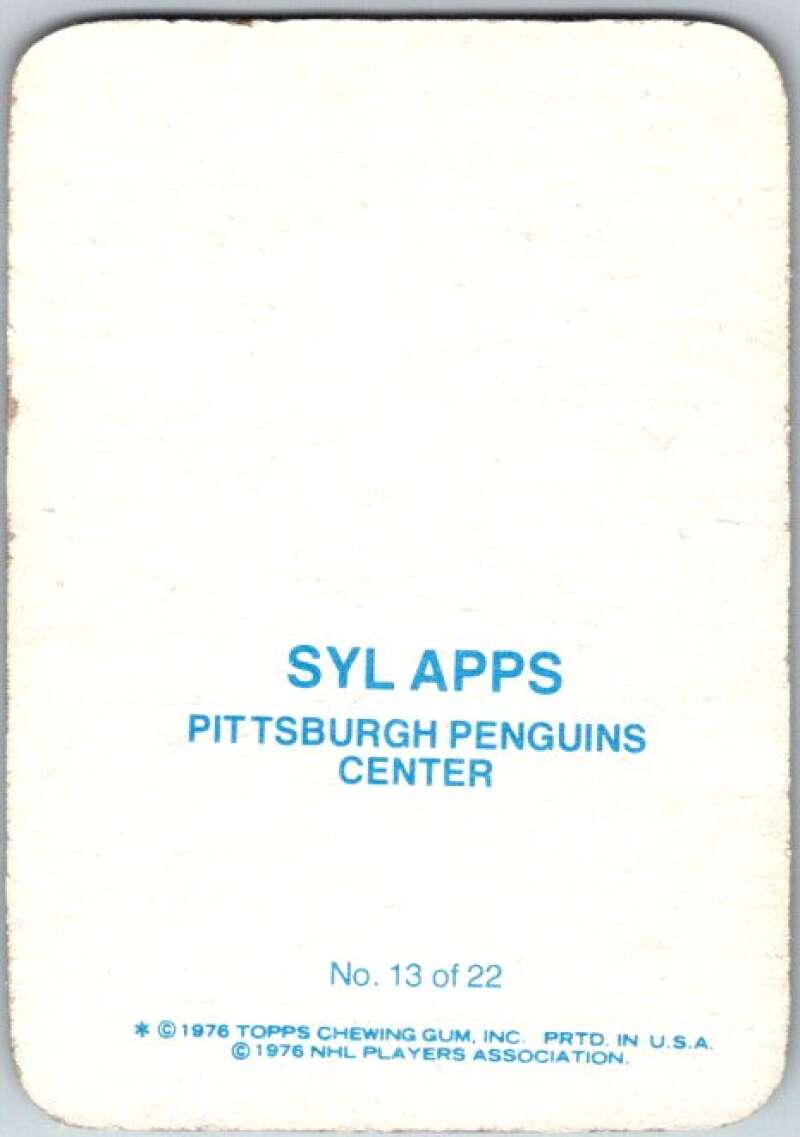 SYL APPS
PITTSBURGH PENGUINS
CENTER
No. 13 of 22
* © 1976 TOPPS CHEWING GUM, INC. PRTD. IN U.S.A.
© 1976 NHL PLAYERS ASSOCIATION.